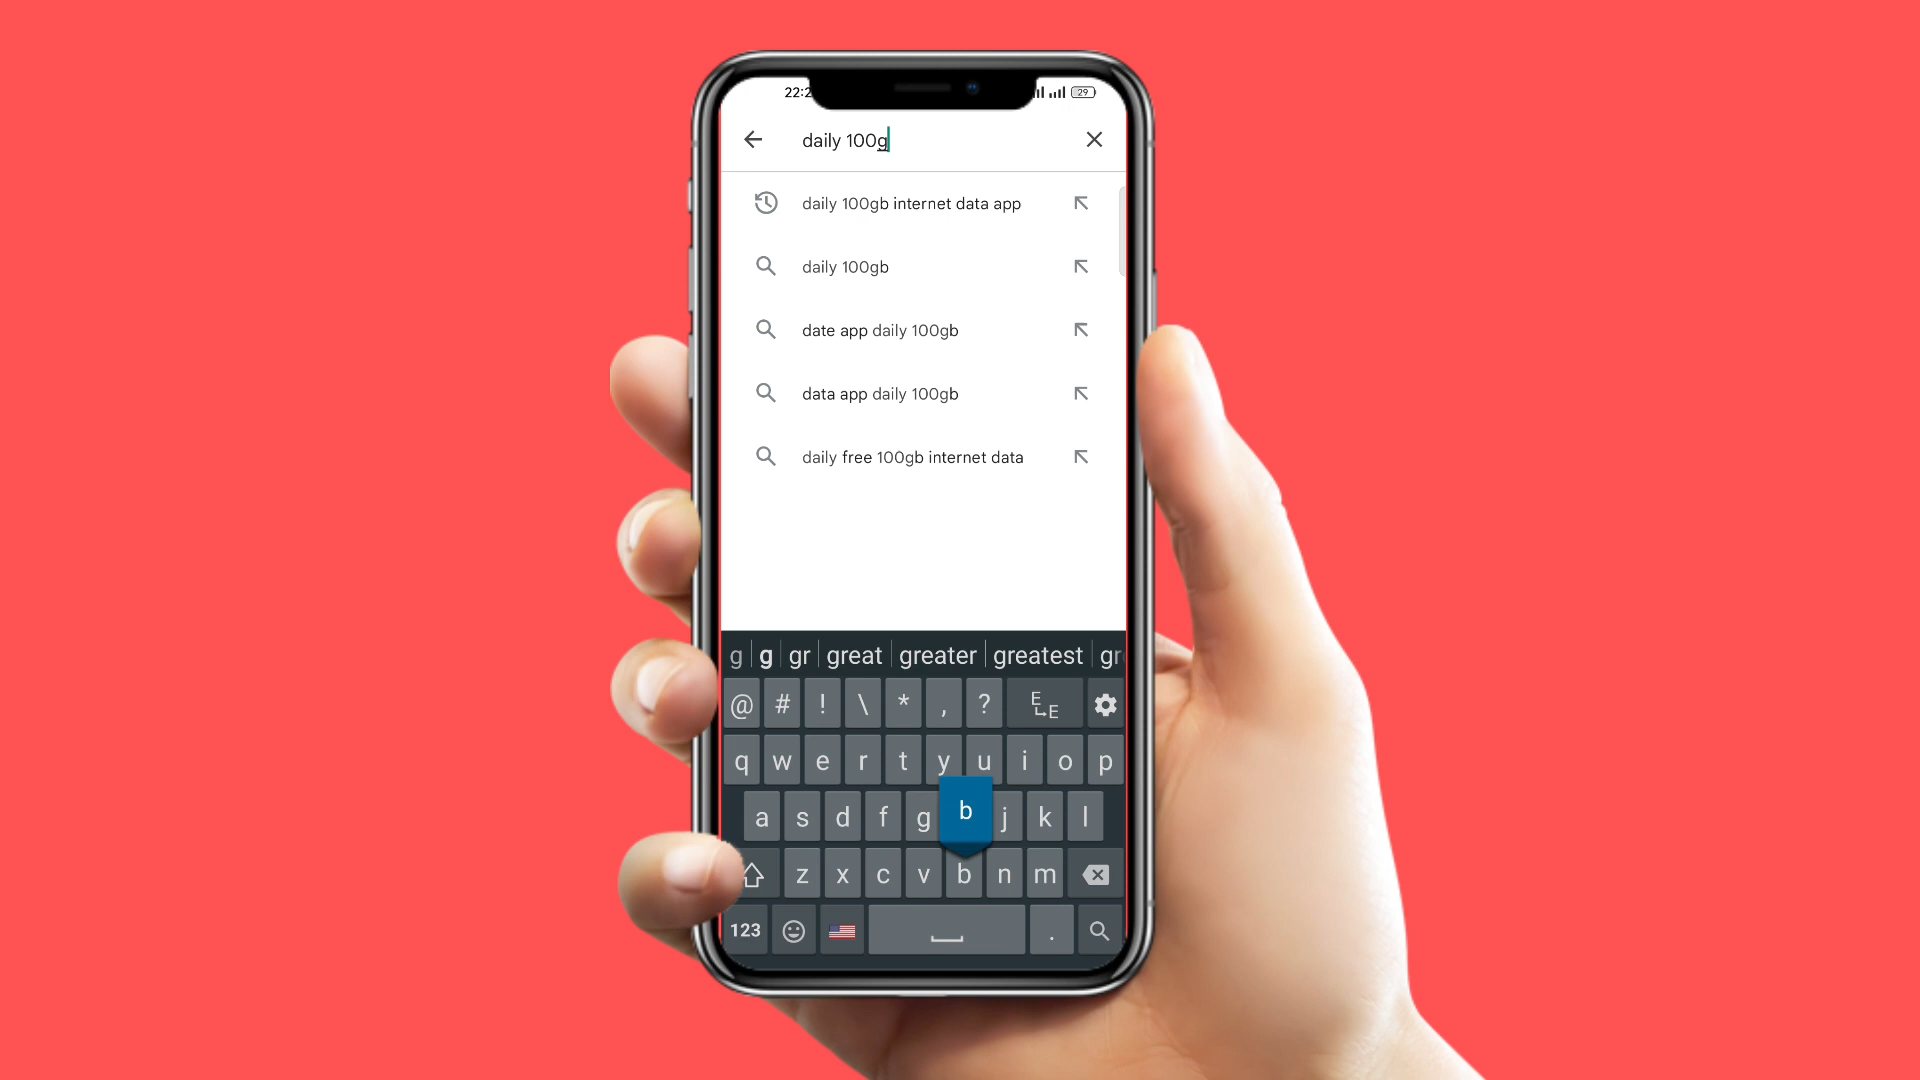 22:2
29
daily 100g
daily 100gb internet data app
daily 100gb
date app daily 100gb
data app daily 100gb
daily free 100gb internet data
g g gr great greater greatest gr
@ # ! \ * , ? E E
q w e r t y u i o p
a s d f g b j k l
z x c v b n m
123 .